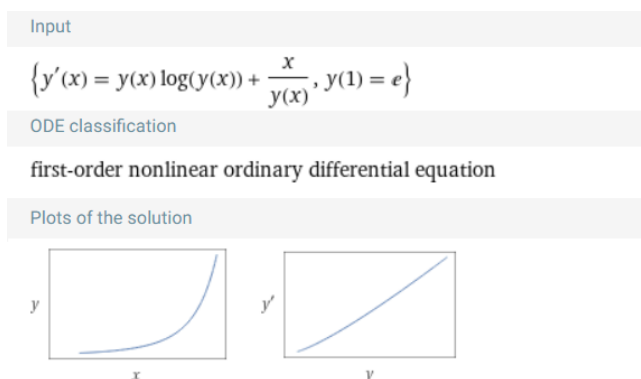 Input
{y′(x) = y(x) log(y(x)) + x/y(x), y(1) = e}
ODE classification
first-order nonlinear ordinary differential equation
Plots of the solution
y y′
x y